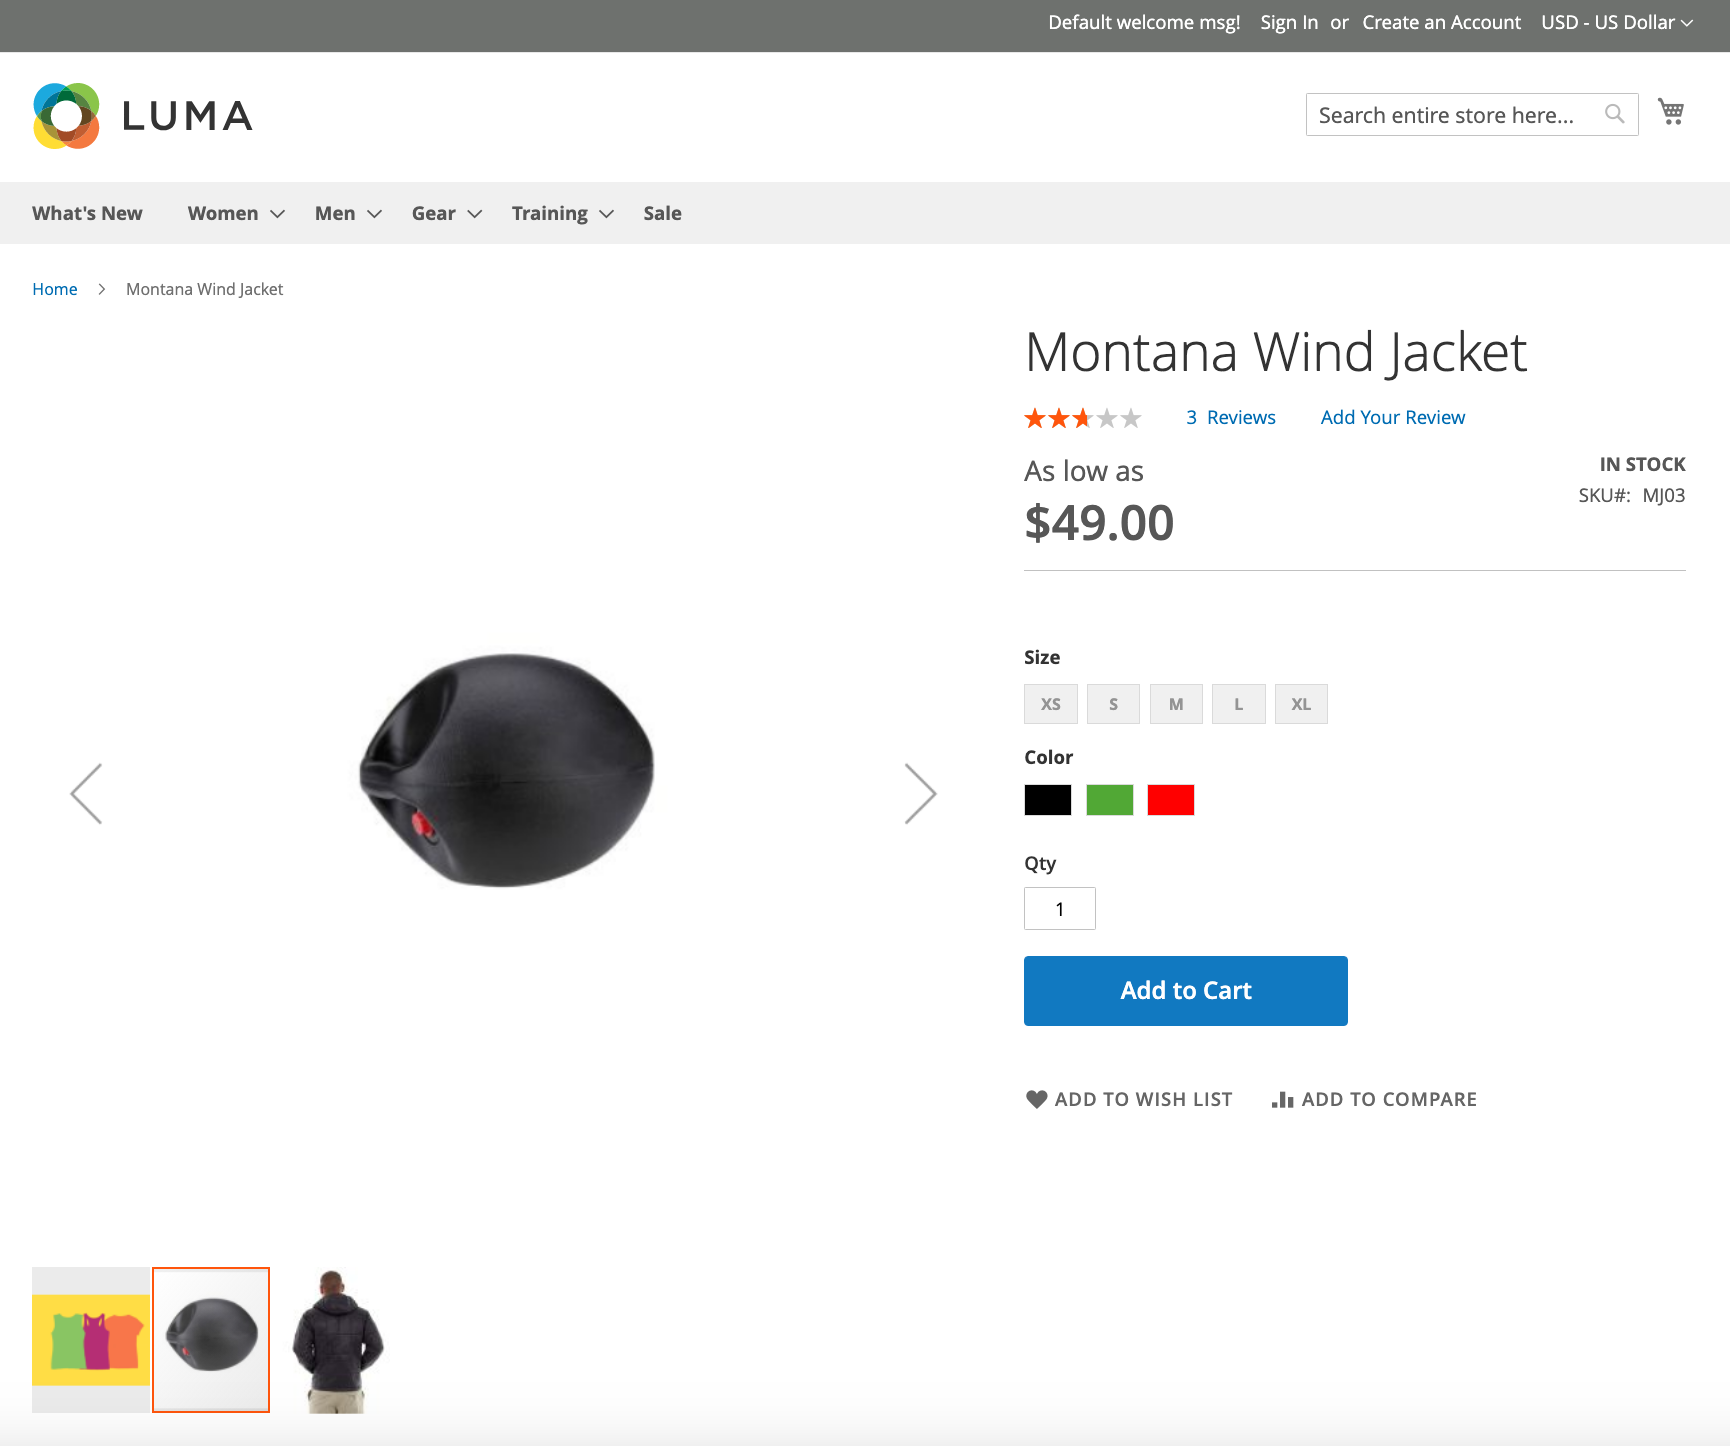 Default welcome msg! Sign In or Create an Account USD - US Dollar
LUMA
Search entire store here...
What's New Women Men Gear Training Sale
Home Montana Wind Jacket
Montana Wind Jacket
3 Reviews Add Your Review
As low as
$49.00
IN STOCK
SKU#: MJ03
Size
XS S M L XL
Color
Qty
1
Add to Cart
ADD TO WISH LIST ADD TO COMPARE